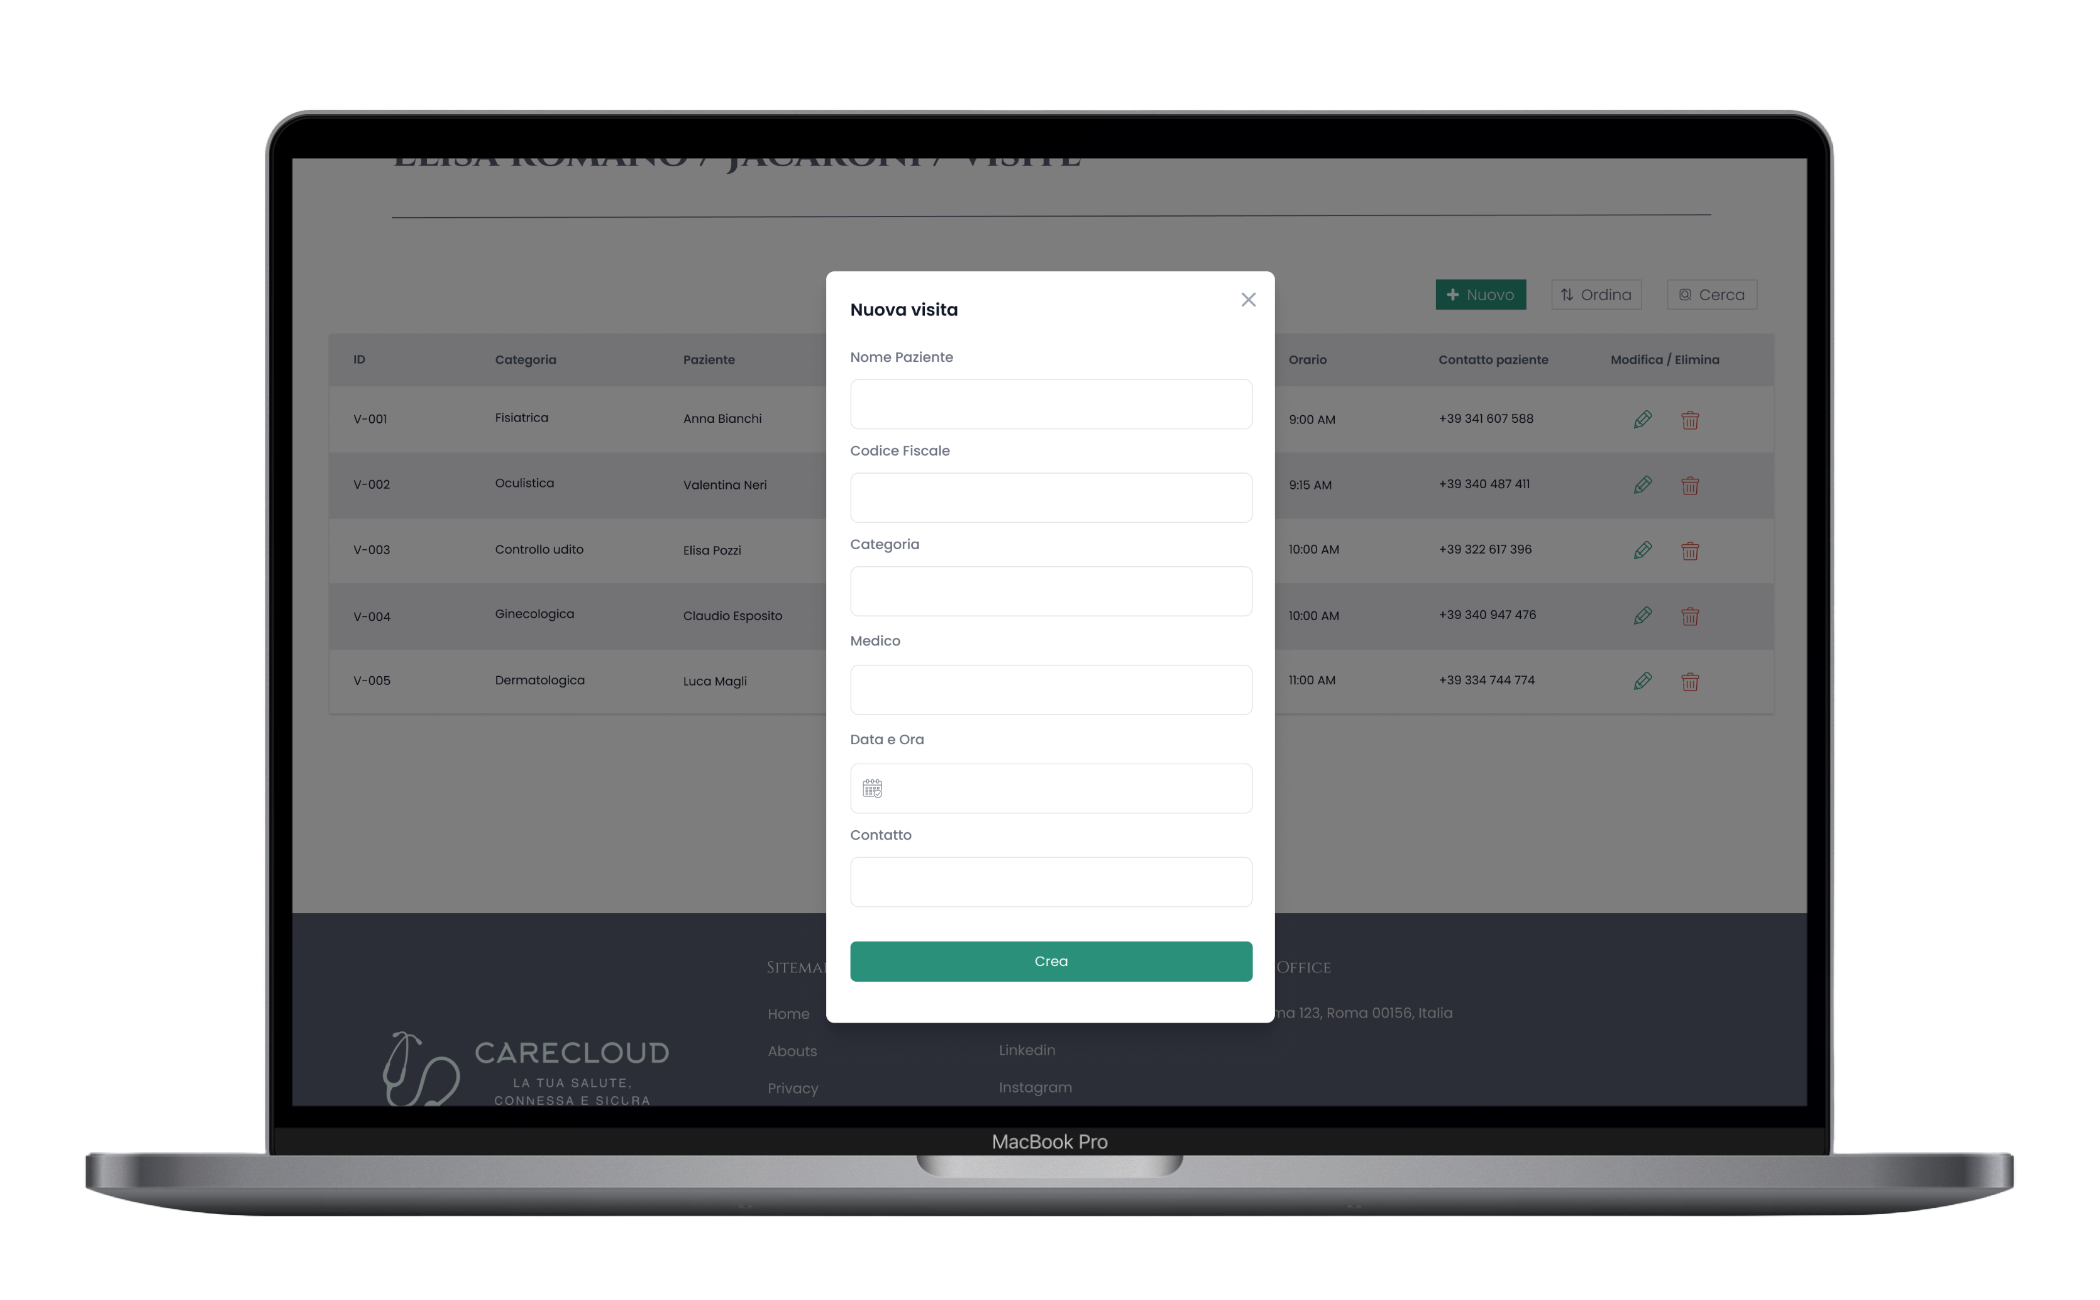 ELISA ROMANO / JACARONI / VISITE
Nuovo
Ordina
Cerca
ID Categoria Paziente Orario Contatto paziente Modifica / Elimina
V-001 Fisiatrica Anna Bianchi 9:00 AM +39 341 607 588
V-002 Oculistica Valentina Neri 9:15 AM +39 340 487 411
V-003 Controllo udito Elisa Pozzi 10:00 AM +39 322 617 396
V-004 Ginecologica Claudio Esposito 10:00 AM +39 340 947 476
V-005 Dermatologica Luca Magli 11:00 AM +39 334 744 774
Nuova visita
Nome Paziente
Codice Fiscale
Categoria
Medico
Data e Ora
Contatto
Crea
CARECLOUD
LA TUA SALUTE,
CONNESSA E SICURA
Home
Abouts
Privacy
Linkedin
Instagram
OFFICE
123, Roma 00156, Italia
MacBook Pro